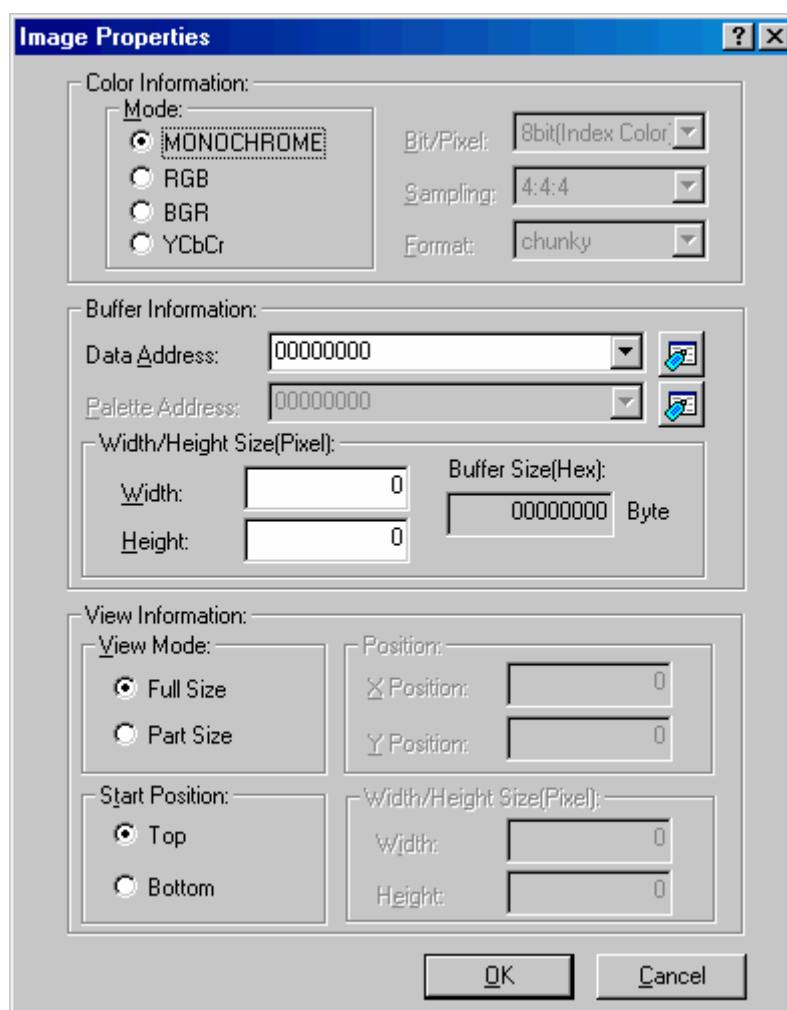 Image Properties
Color Information:
Mode:
MONOCHROME
RGB
BGR
YCbCr
Bit/Pixel: 8bit(Index Color)
Sampling: 4:4:4
Format: chunky
Buffer Information:
Data Address: 00000000
Palette Address: 00000000
Width/Height Size(Pixel):
Width: 0
Height: 0
Buffer Size(Hex):
00000000 Byte
View Information:
View Mode:
Full Size
Part Size
Position:
X Position: 0
Y Position: 0
Start Position:
Top
Bottom
Width/Height Size(Pixel):
Width: 0
Height: 0
OK Cancel